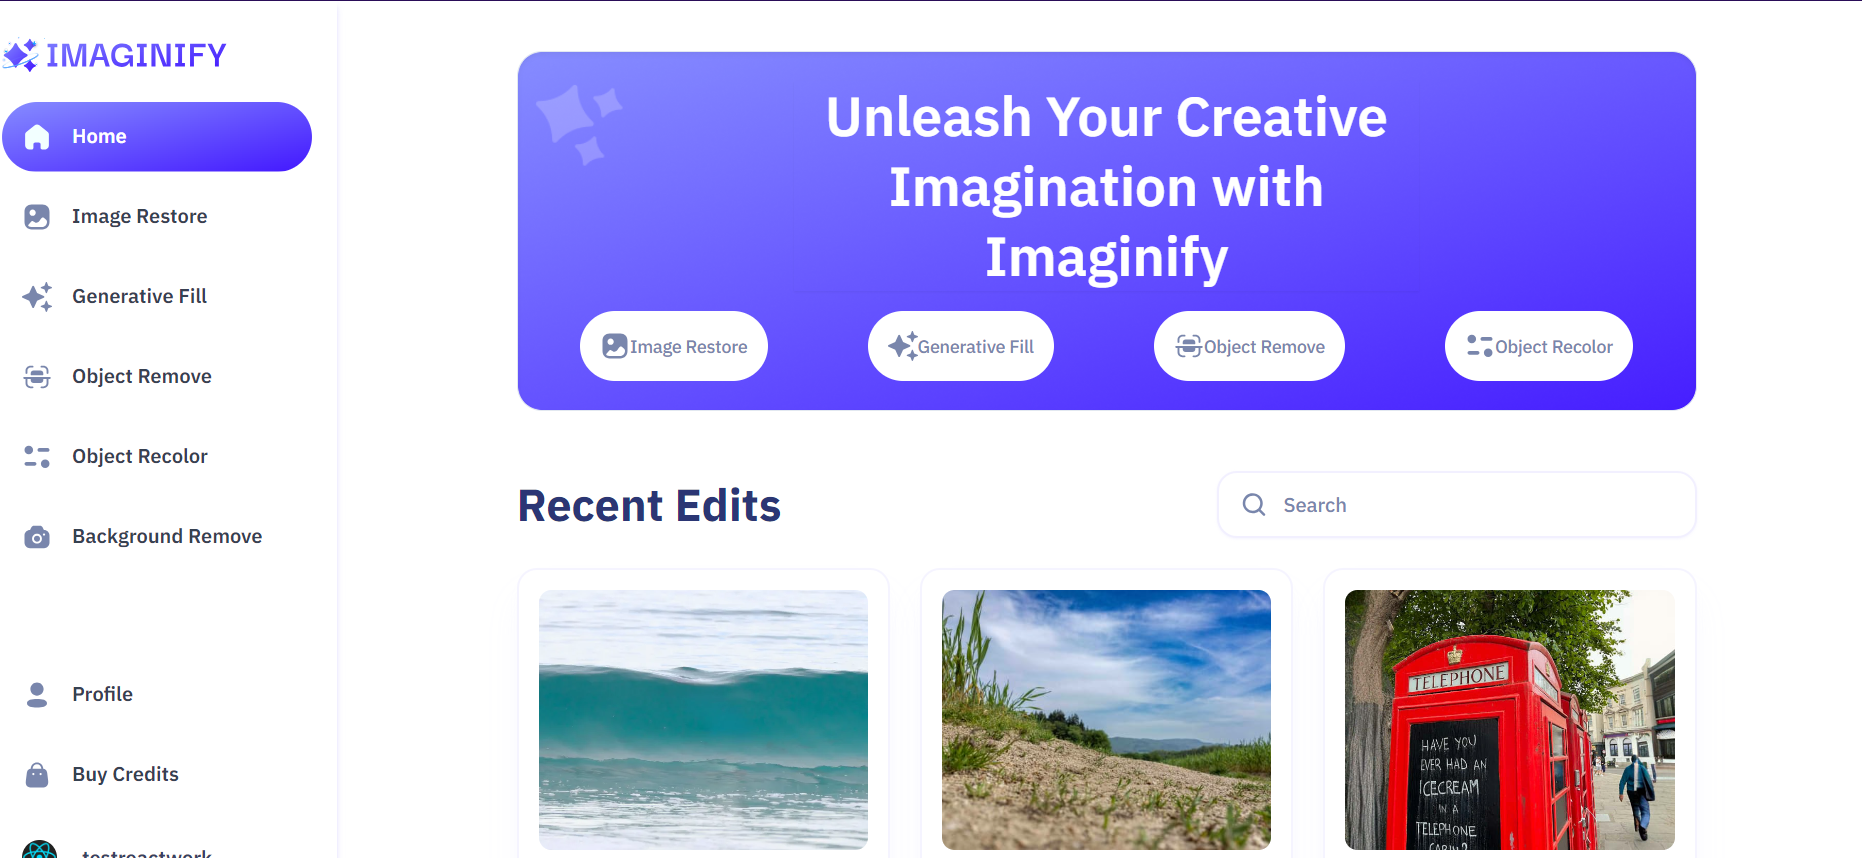 IMAGINIFY
Home
Image Restore
Generative Fill
Object Remove
Object Recolor
Background Remove
Profile
Buy Credits
testreactwork
Unleash Your Creative
Imagination with
Imaginify
Image Restore
Generative Fill
Object Remove
Object Recolor
Recent Edits
Search
TELEPHONE
HAVE YOU
EVER HAD AN
ICECREAM
IN A
TELEPHONE
CABIN?